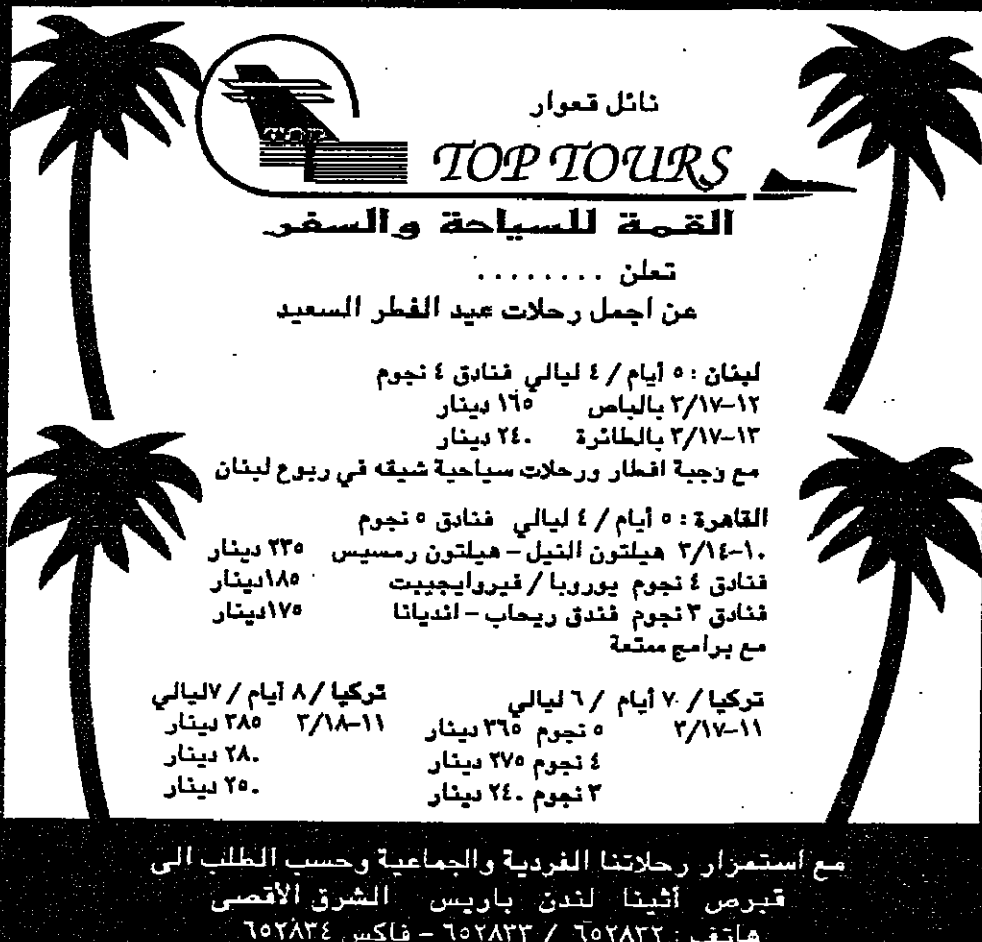 نائل قعوار
TOP TOURS
القمة للسياحة والسفر
تعلن ........
عن اجمل رحلات عيد الفطر السعيد
لبنان : ٥ أيام / ٤ ليالي فنادق ٤ نجوم
١٢-٣/١٧ بالباص ١٦٥ دينار
١٣-٣/١٧ بالطائرة ٢٤٠ دينار
مع وجبة افطار ورحلات سياحية شيقه في ربوع لبنان
القاهرة : ٥ أيام / ٤ ليالي فنادق ٥ نجوم
١٠-٣/١٤ هيلتون النيل – هيلتون رمسيس ٢٣٥ دينار
فنادق ٤ نجوم يوروبا / فيروايجيبت ١٨٥دينار
فنادق ٣ نجوم فندق ريحاب – انديانا ١٧٥دينار
مع برامج ممتعة
تركيا / ٧ أيام / ٦ ليالي
١١-٣/١٧ ٥ نجوم ٣٦٥ دينار
٤ نجوم ٢٧٥ دينار
٣ نجوم ٢٤٠ دينار
تركيا / ٨ أيام / ٧ليالي
١١-٣/١٨ ٣٨٥ دينار
٢٨٠ دينار
٢٥٠ دينار
مع استمرار رحلاتنا الفردية والجماعية وحسب الطلب الى
قبرص أثينا لندن باريس الشرق الأقصى
هاتف : ٦٥٢٨٣٢ / ٦٥٢٨٣٣ – فاكس ٦٥٢٨٣٤